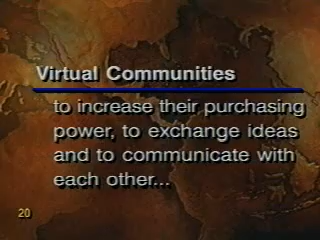 Virtual Communities
to increase their purchasing
power, to exchange ideas
and to communicate with
each other...
20